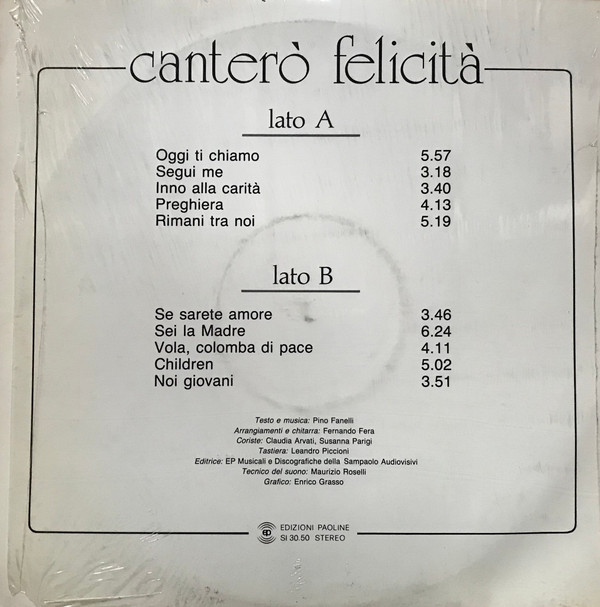 canterò felicità
lato A
Oggi ti chiamo 5.57
Segui me 3.18
Inno alla carità 3.40
Preghiera 4.13
Rimani tra noi 5.19
lato B
Se sarete amore 3.46
Sei la Madre 6.24
Vola, colomba di pace 4.11
Children 5.02
Noi giovani 3.51
Testo e musica: Pino Fanelli
Arrangiamenti e chitarra: Fernando Fera
Coriste: Claudia Arvati, Susanna Parigi
Tastiera: Leandro Piccioni
Editrice: EP Musicali e Discografiche della Sampaolo Audiovisivi
Tecnico del suono: Maurizio Roselli
Grafico: Enrico Grasso
ep EDIZIONI PAOLINE
SI 30.50 STEREO